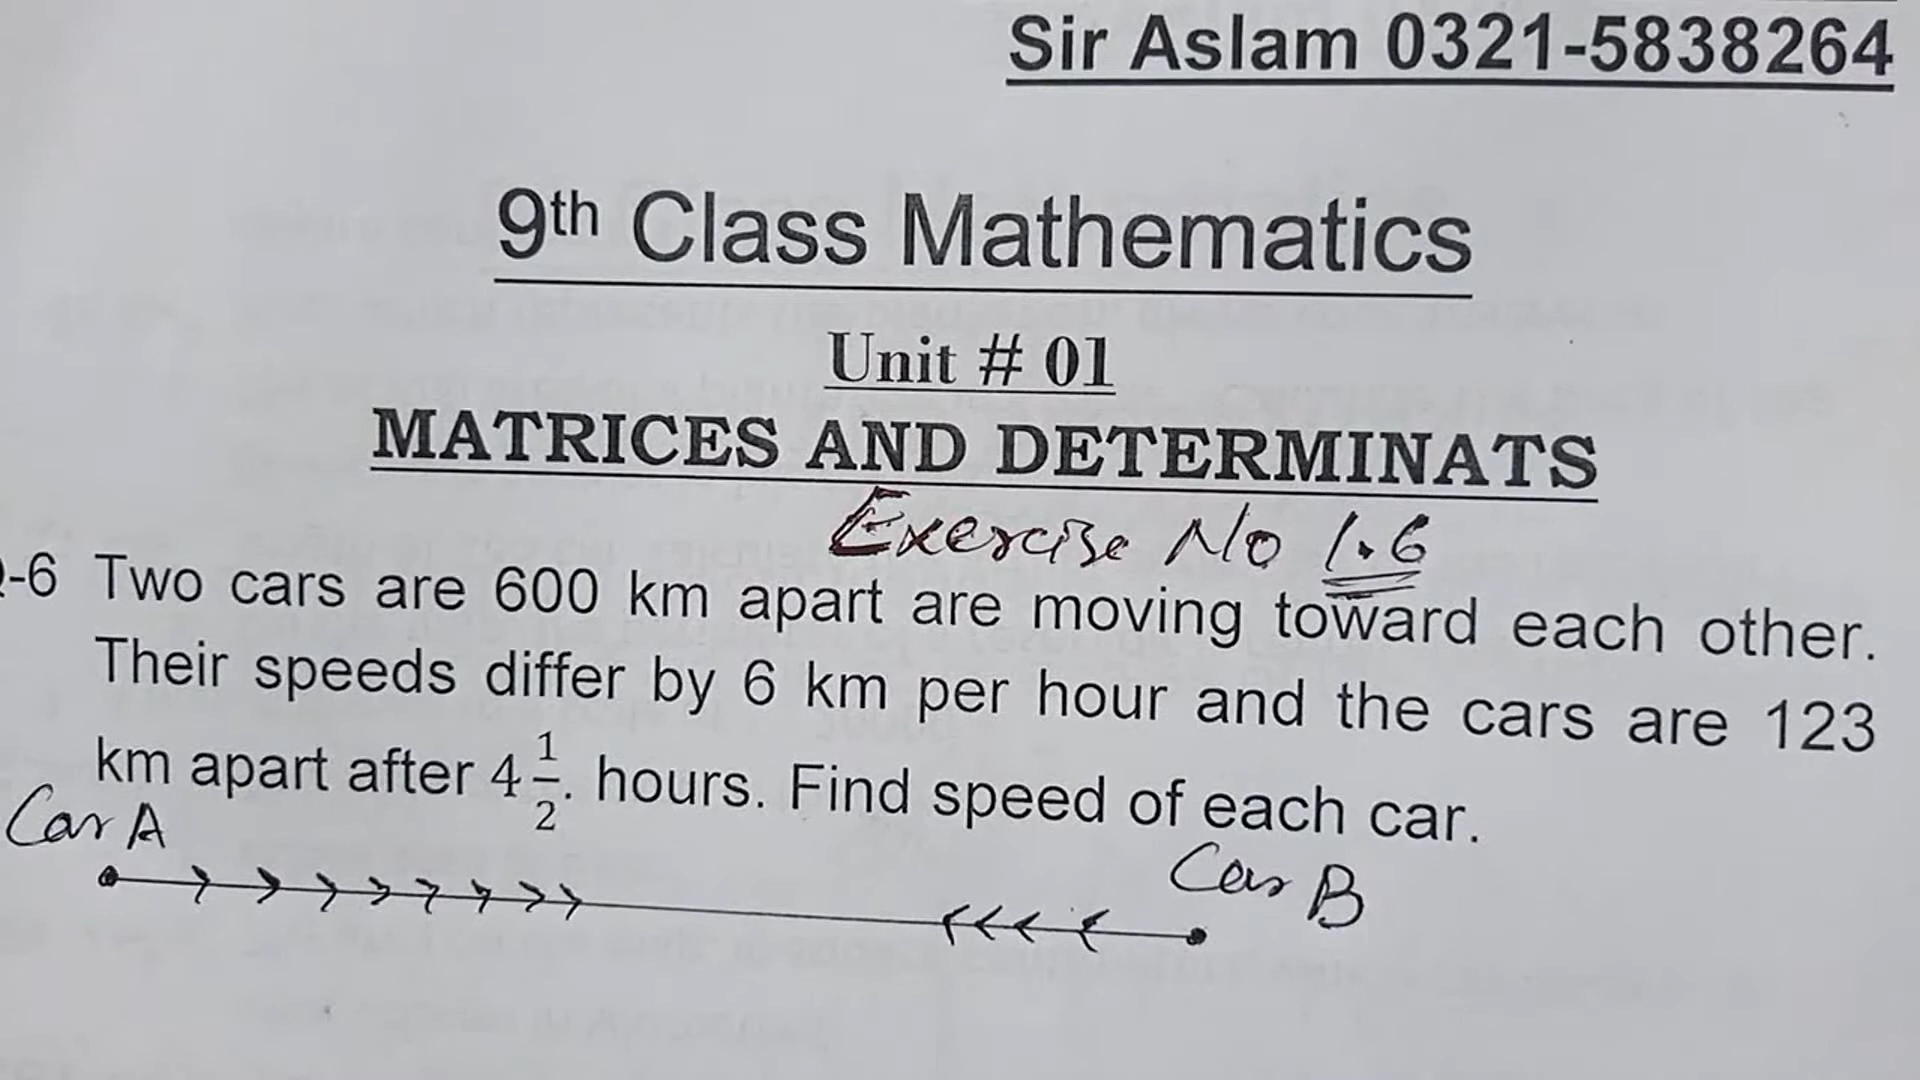 Sir Aslam 0321-5838264
9th Class Mathematics
Unit # 01
MATRICES AND DETERMINATS
Exercise No 1.6
-6 Two cars are 600 km apart are moving toward each other.
Their speeds differ by 6 km per hour and the cars are 123
km apart after 4 1/2. hours. Find speed of each car.
Car A
Car B